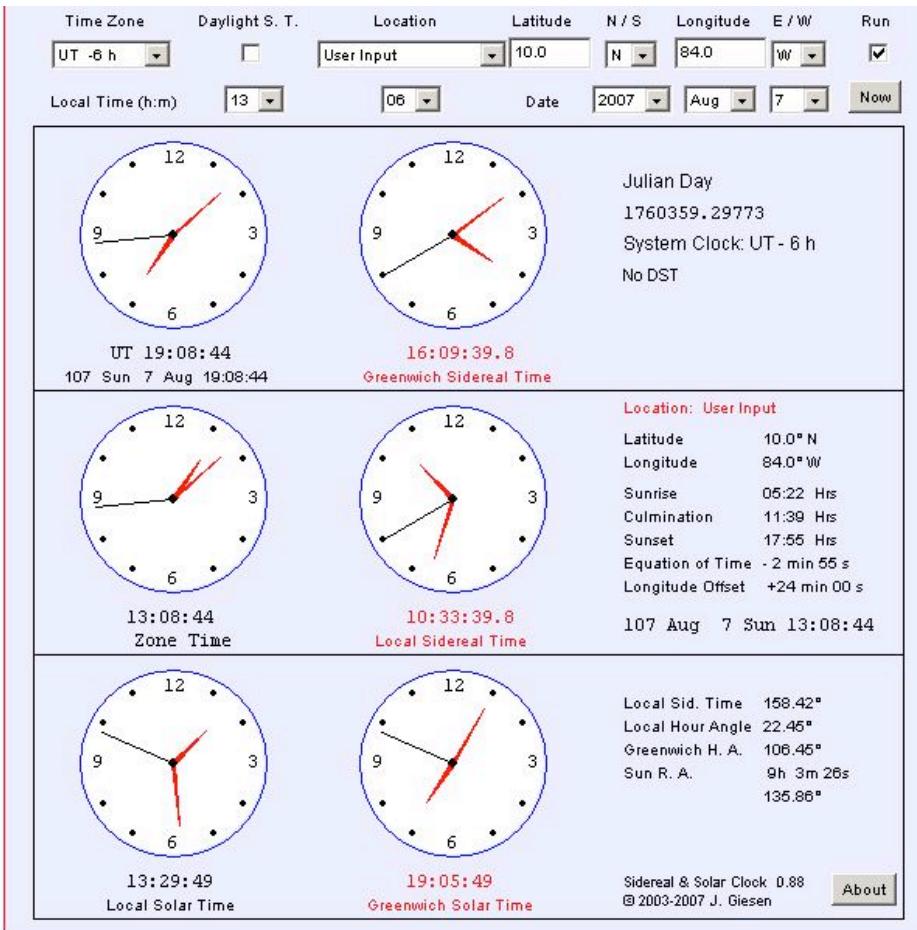 Time Zone Daylight S. T. Location Latitude N / S Longitude E / W Run
UT -6 h User Input 10.0 N 84.0 W
Local Time (h:m) 13 06 Date 2007 Aug 7 Now
12
9 3
6
UT 19:08:44
107 Sun 7 Aug 19:08:44
12
9 3
6
16:09:39.8
Greenwich Sidereal Time
Julian Day
1760359.29773
System Clock: UT - 6 h
No DST
12
9 3
6
13:08:44
Zone Time
12
9 3
6
10:33:39.8
Local Sidereal Time
Location: User Input
Latitude 10.0° N
Longitude 84.0° W
Sunrise 05:22 Hrs
Culmination 11:39 Hrs
Sunset 17:55 Hrs
Equation of Time - 2 min 55 s
Longitude Offset +24 min 00 s
107 Aug 7 Sun 13:08:44
12
9 3
6
13:29:49
Local Solar Time
12
9 3
6
19:05:49
Greenwich Solar Time
Local Sid. Time 158.42°
Local Hour Angle 22.45°
Greenwich H. A. 106.45°
Sun R. A. 9h 3m 26s
135.86°
Sidereal & Solar Clock 0.88
© 2003-2007 J. Giesen
About